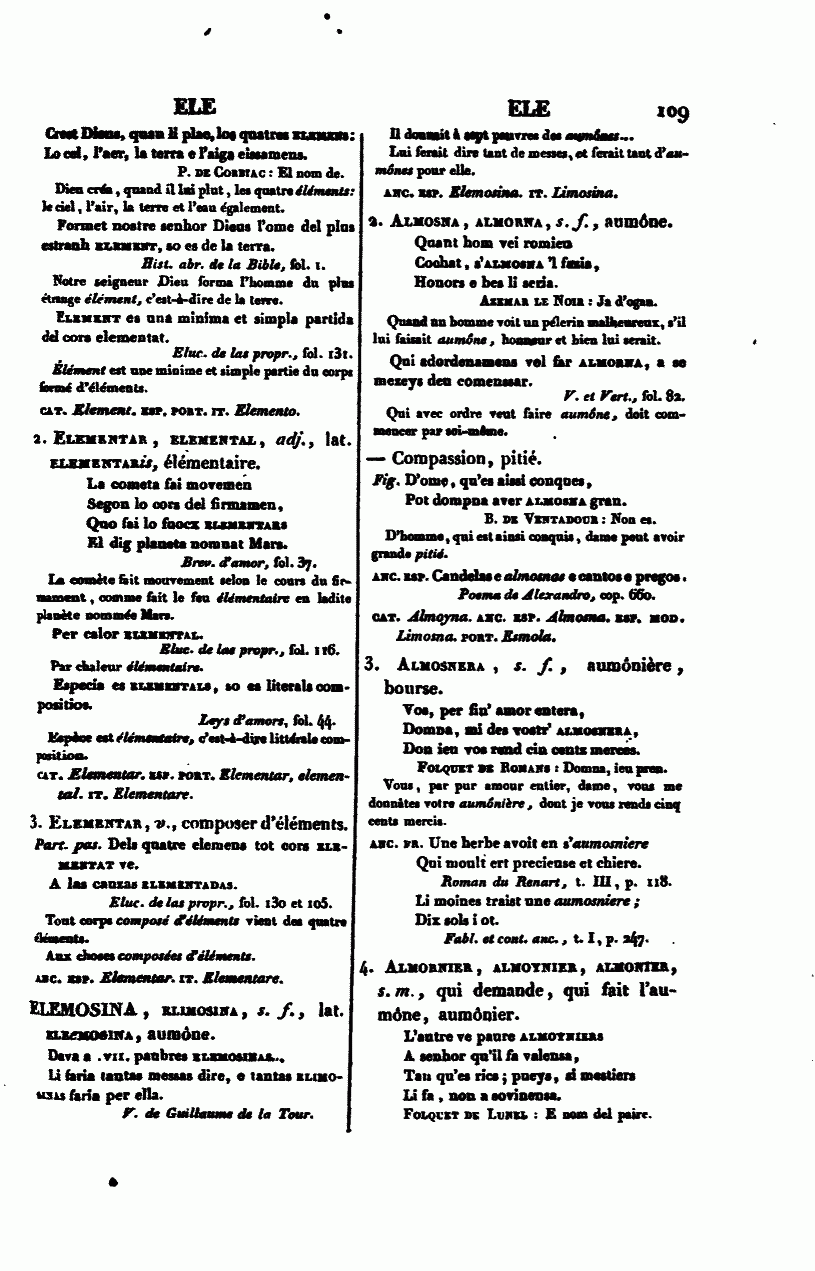 ELE
Creet Dieus, quan li plac, los quatres ELEMENS:
Lo cel, l'aer, la terra e l'aiga eissamens.
P. DE CORBIAC : El nom de.
Dieu créa, quand il lui plut, les quatre éléments:
le ciel, l'air, la terre et l'eau également.
Formet nostre senhor Dieus l'ome del plus
estranh ELEMENT, so es de la terra.
Hist. abr. de la Bible, fol. 1.
Notre seigneur Dieu forma l'homme du plus
étrange élément, c'est-à-dire de la terre.
ELEMENT es una minima et simpla partida
del cors elementat.
Eluc. de las propr., fol. 131.
Élément est une minime et simple partie du corps
formé d'éléments.
CAT. Element. ESP. PORT. IT. Elemento.
2. ELEMENTAR, ELEMENTAL, adj., lat.
ELEMENTARis, élémentaire.
La cometa fai movemen
Segon lo cors del firmamen,
Quo fai lo fuocx ELEMENTARS
El dig planeta nomnat Mars.
Brev. d'amor, fol. 37.
La comète fait mouvement selon le cours du fir-
mament, comme fait le feu élémentaire en ladite
planète nommée Mars.
Per calor ELEMENTAL.
Eluc. de las propr., fol. 116.
Par chaleur élémentaire.
Especia es ELEMENTALS, so es literals com-
positios.
Leys d'amors, fol. 44.
Espèce est élémentaire, c'est-à-dire littérale com-
position.
CAT. Elementar. ESP. PORT. Elementar, elemen-
tal. IT. Elementare.
3. ELEMENTAR, v., composer d'éléments.
Part. pas. Dels quatre elemens tot cors ELE-
MENTAT ve.
A las causas ELEMENTADAS.
Eluc. de las propr., fol. 130 et 105.
Tout corps composé d'éléments vient des quatre
éléments.
Aux choses composées d'éléments.
ANC. ESP. Elementar. IT. Elementare.
ELEMOSINA, ELIMOSINA, s. f., lat.
ELEEMOSINA, aumône.
Dava a .VII. paubres ELEMOSINAS...
Li faria tantas messas dire, e tantas ELIMO-
SINAS faria per ella.
V. de Guillaume de la Tour.
ELE 109
Il donnait à sept pauvres des aumônes...
Lui ferait dire tant de messes, et ferait tant d'au-
mônes pour elle.
ANC. ESP. Elemosina. IT. Limosina.
2. ALMOSNA, ALMORNA, s. f., aumône.
Quant hom vei romieu
Cochat, s'ALMOSNA 'l fasia,
Honors e bes li seria.
AZEMAR LE NOIR : Ja d'ogan.
Quand un homme voit un pélerin malheureux, s'il
lui faisait aumône, honneur et bien lui serait.
Qui adordenamens vol far ALMORNA, a se
mezeys deu comensar.
V. et Vert., fol. 82.
Qui avec ordre veut faire aumône, doit com-
mencer par soi-même.
— Compassion, pitié.
Fig. D'ome, qu'es aissi conques,
Pot dompna aver ALMOSNA gran.
B. DE VENTADOUR : Non es.
D'homme, qui est ainsi conquis, dame peut avoir
grande pitié.
ANC. ESP. Candelas e almosnas e cantos e pregos.
Poema de Alexandro, cop. 660.
CAT. Almoyna. ANC. ESP. Almosna. ESP. MOD.
Limosna. PORT. Esmola.
3. ALMOSNERA, s. f., aumônière,
bourse.
Vos, per fin' amor entera,
Domna, mi des vostr' ALMOSNERA,
Don ieu vos rend cin cents merces.
FOLQUET DE ROMANS : Domna, ieu pren.
Vous, par pur amour entier, dame, vous me
donnâtes votre aumônière, dont je vous rends cinq
cents mercis.
ANC. FR. Une herbe avoit en s'aumosniere
Qui moult ert precieuse et chiere.
Roman du Renart, t. III, p. 118.
Li moines traist une aumosniere;
Dix sols i ot.
Fabl. et cont. anc., t. I, p. 247.
4. ALMORNIER, ALMOYNIER, ALMONIER,
s. m., qui demande, qui fait l'au-
mône, aumônier.
L'autre ve paure ALMOYNIERS
A senhor qu'il fa valensa,
Tau qu'es rics; pueys, si mestiers
Li fa, non a sovinensa.
FOLQUET DE LUNEL : E nom del paire.